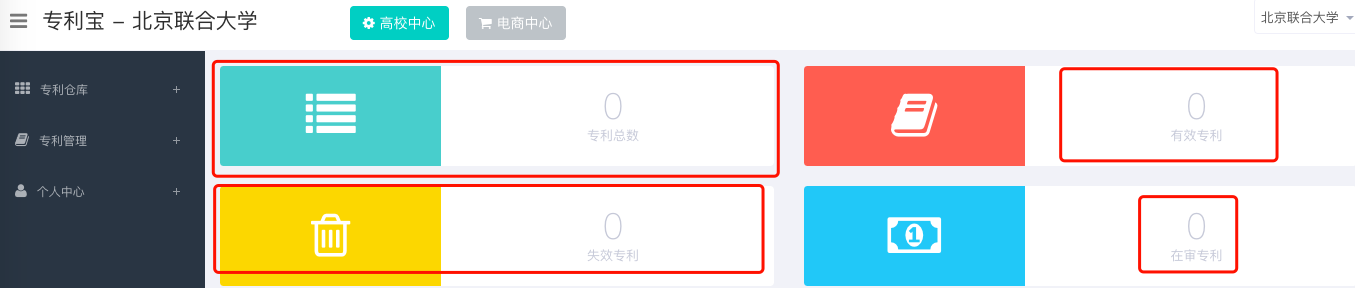 专利宝 – 北京联合大学
高校中心
电商中心
北京联合大学
专利仓库 +
专利管理 +
个人中心 +
0
专利总数
0
有效专利
0
失效专利
1
0
在审专利